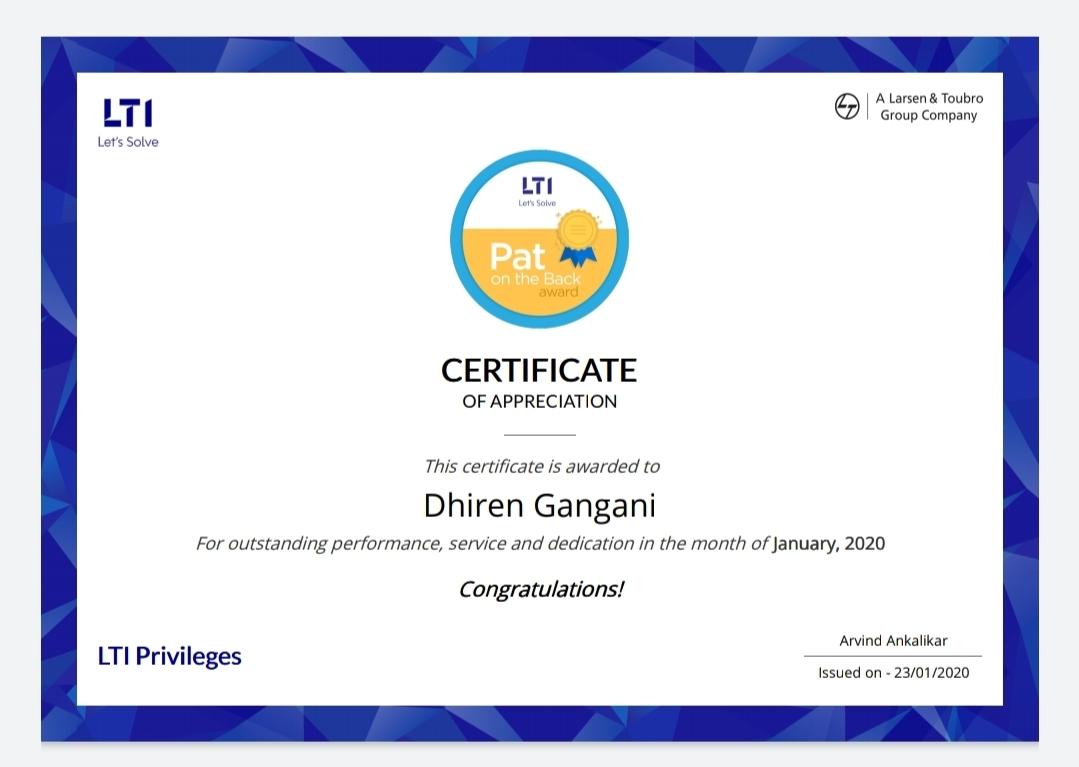 LTI
Let's Solve
A Larsen & Toubro
Group Company
LTI
Let's Solve
Pat
on the Back
award
CERTIFICATE
OF APPRECIATION
This certificate is awarded to
Dhiren Gangani
For outstanding performance, service and dedication in the month of January, 2020
Congratulations!
LTI Privileges
Arvind Ankalikar
Issued on - 23/01/2020